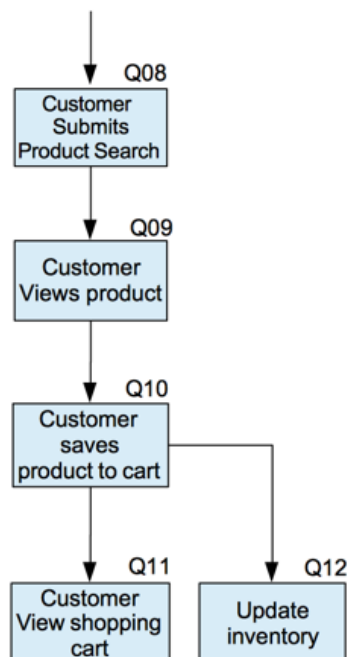 Q08
Customer
Submits
Product Search
Q09
Customer
Views product
Q10
Customer
saves
product to cart
Q11
Customer
View shopping
cart
Q12
Update
inventory